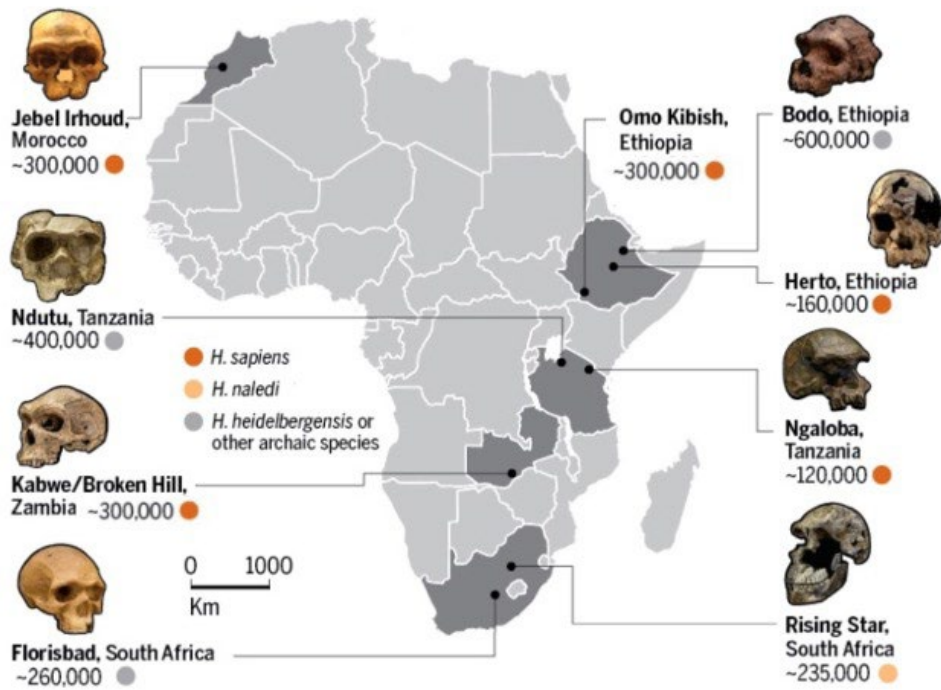 Jebel Irhoud,
Morocco
~300,000
Ndutu, Tanzania
~400,000
Kabwe/Broken Hill,
Zambia ~300,000
Florisbad, South Africa
~260,000
H. sapiens
H. naledi
H. heidelbergensis or
other archaic species
0 1000
Km
Omo Kibish,
Ethiopia
~300,000
Bodo, Ethiopia
~600,000
Herto, Ethiopia
~160,000
Ngaloba,
Tanzania
~120,000
Rising Star,
South Africa
~235,000